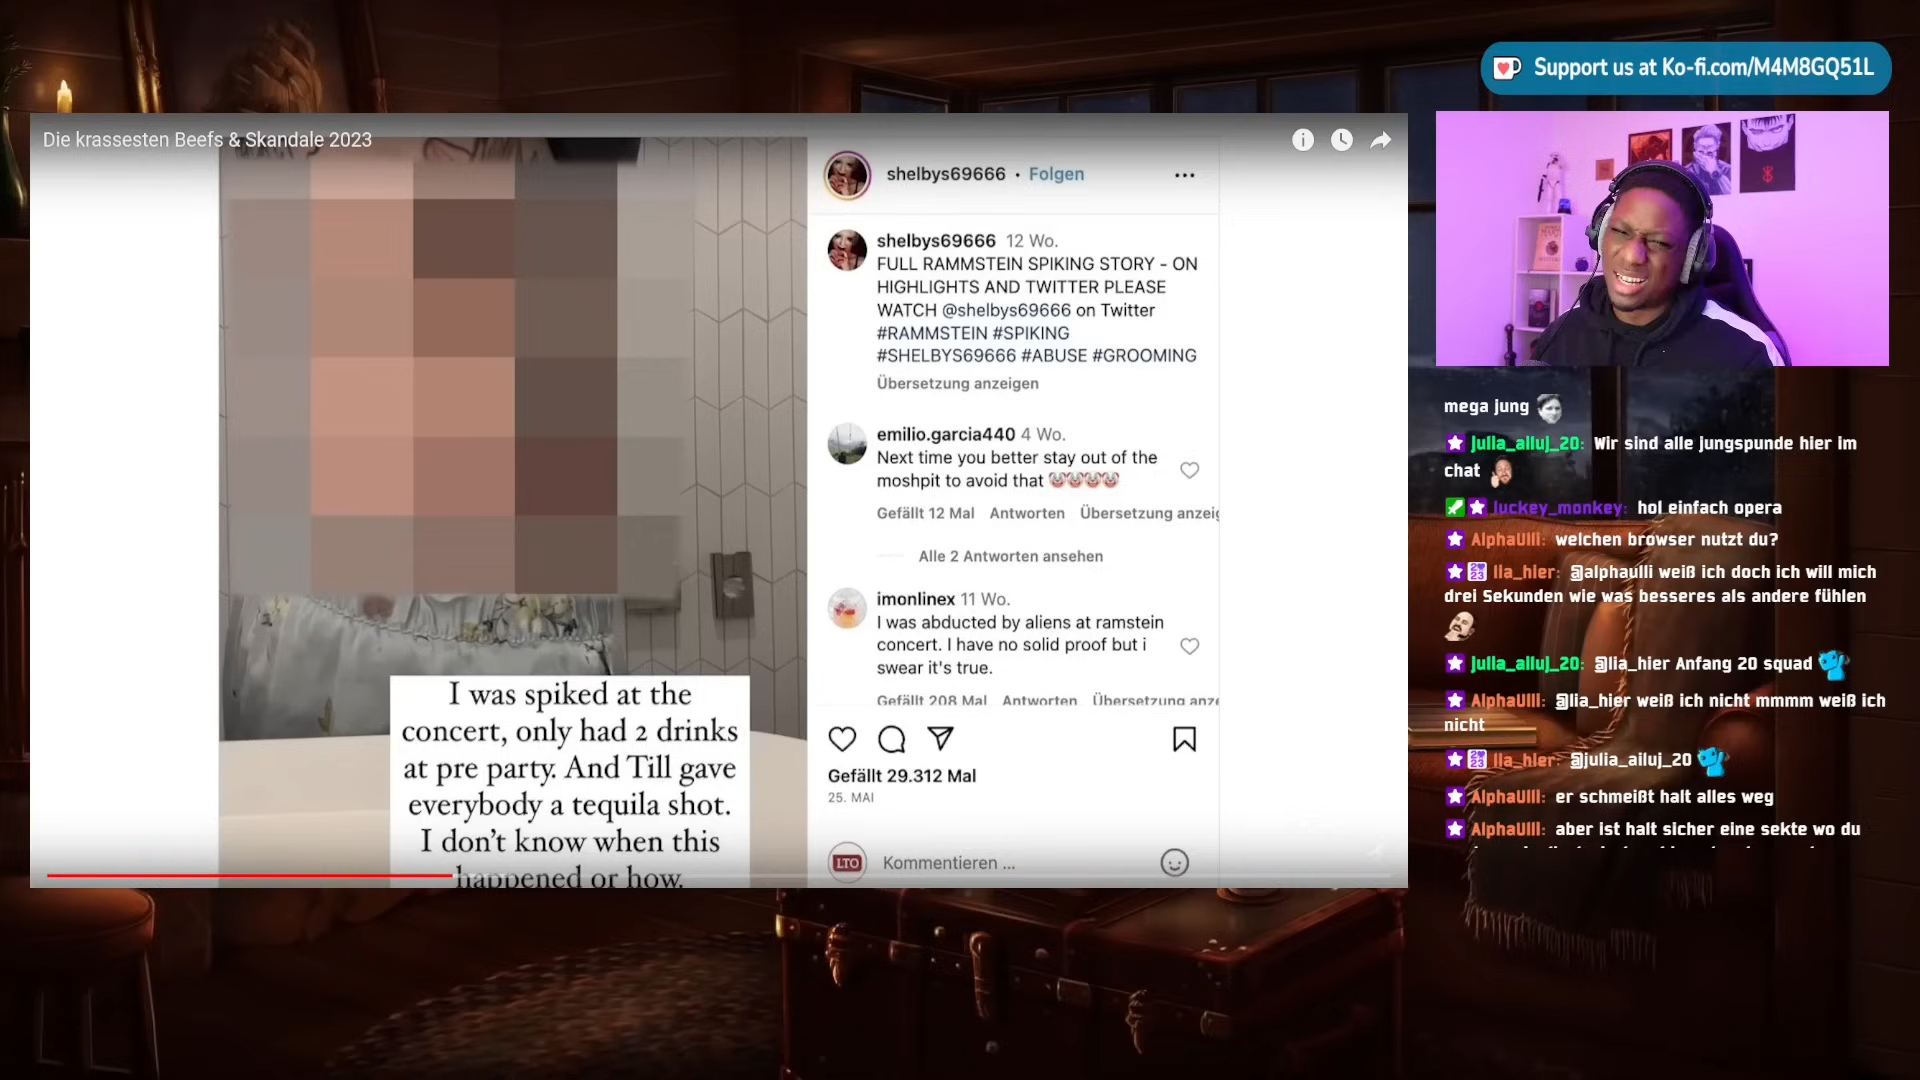 Support us at Ko-fi.com/M4M8GQ51L
Die krassesten Beefs & Skandale 2023
shelbys69666 • Folgen
shelbys69666 12 Wo.
FULL RAMMSTEIN SPIKING STORY - ON
HIGHLIGHTS AND TWITTER PLEASE
WATCH @shelbys69666 on Twitter
#RAMMSTEIN #SPIKING
#SHELBYS69666 #ABUSE #GROOMING
Übersetzung anzeigen
emilio.garcia440 4 Wo.
Next time you better stay out of the
moshpit to avoid that 🤡🤡🤡🤡
Gefällt 12 Mal Antworten Übersetzung anzeig
Alle 2 Antworten ansehen
imonlinex 11 Wo.
I was abducted by aliens at ramstein
concert. I have no solid proof but i
swear it's true.
Gefällt 208 Mal Antworten Übersetzung anze
Gefällt 29.312 Mal
25. MAI
LTO Kommentieren ...
I was spiked at the
concert, only had 2 drinks
at pre party. And Till gave
everybody a tequila shot.
I don't know when this
happened or how.
mega jung
julia_ailuj_20: Wir sind alle jungspunde hier im
chat
luckey_monkey: hol einfach opera
AlphaUlli: welchen browser nutzt du?
lia_hier: @alphaulli weiß ich doch ich will mich
drei Sekunden wie was besseres als andere fühlen
julia_ailuj_20: @lia_hier Anfang 20 squad
AlphaUlli: @lia_hier weiß ich nicht mmmm weiß ich
nicht
lia_hier: @julia_ailuj_20
AlphaUlli: er schmeißt halt alles weg
AlphaUlli: aber ist halt sicher eine sekte wo du